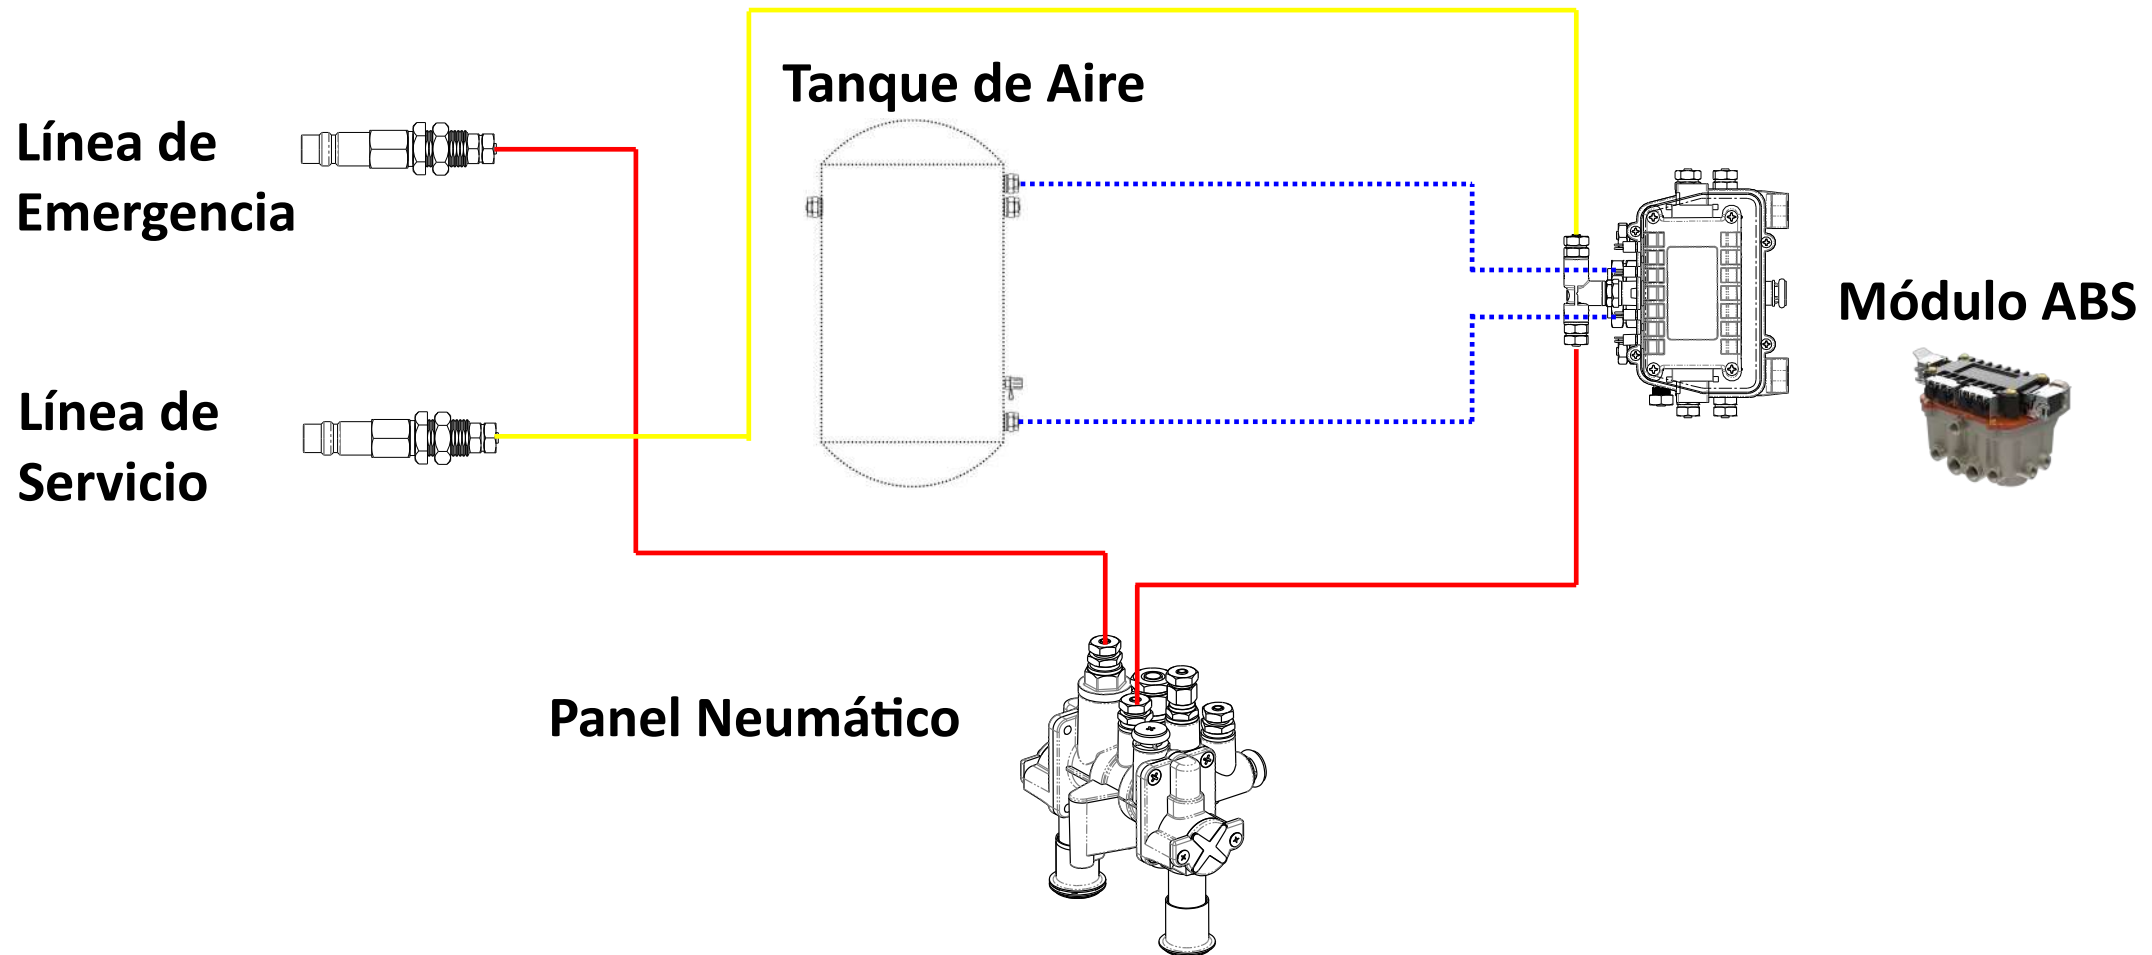 Tanque de Aire
Línea de
Emergencia
Módulo ABS
Línea de
Servicio
Panel Neumático